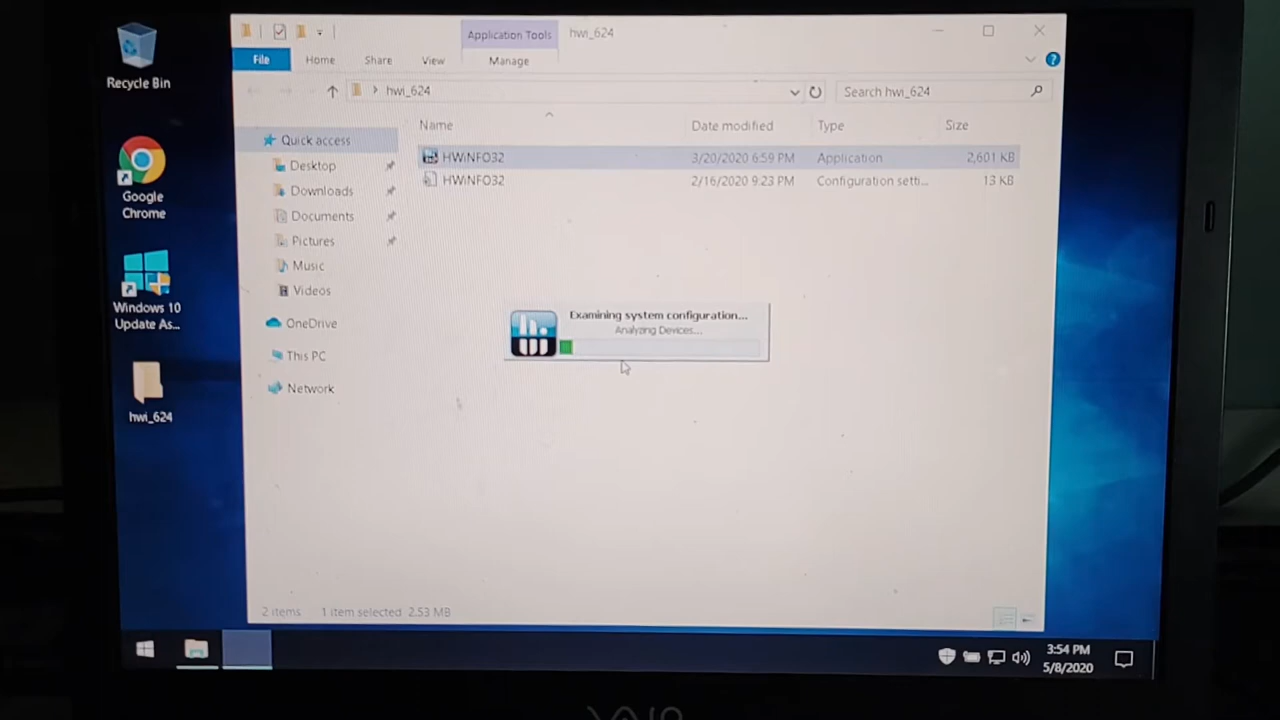 Application Tools
hwi_624
File
Home
Share
View
Manage
hwi_624
Search hwi_624
Name
Date modified
Type
Size
Quick access
Desktop
Downloads
Documents
Pictures
Music
Videos
OneDrive
This PC
Network
HWiNFO32
3/20/2020 6:59 PM
Application
2,601 KB
HWiNFO32
2/16/2020 9:23 PM
Configuration setti...
13 KB
Examining system configuration...
Analyzing Devices...
2 items
1 item selected
2.53 MB
Recycle Bin
Google
Chrome
Windows 10
Update As...
hwi_624
3:54 PM
5/8/2020
VAIO